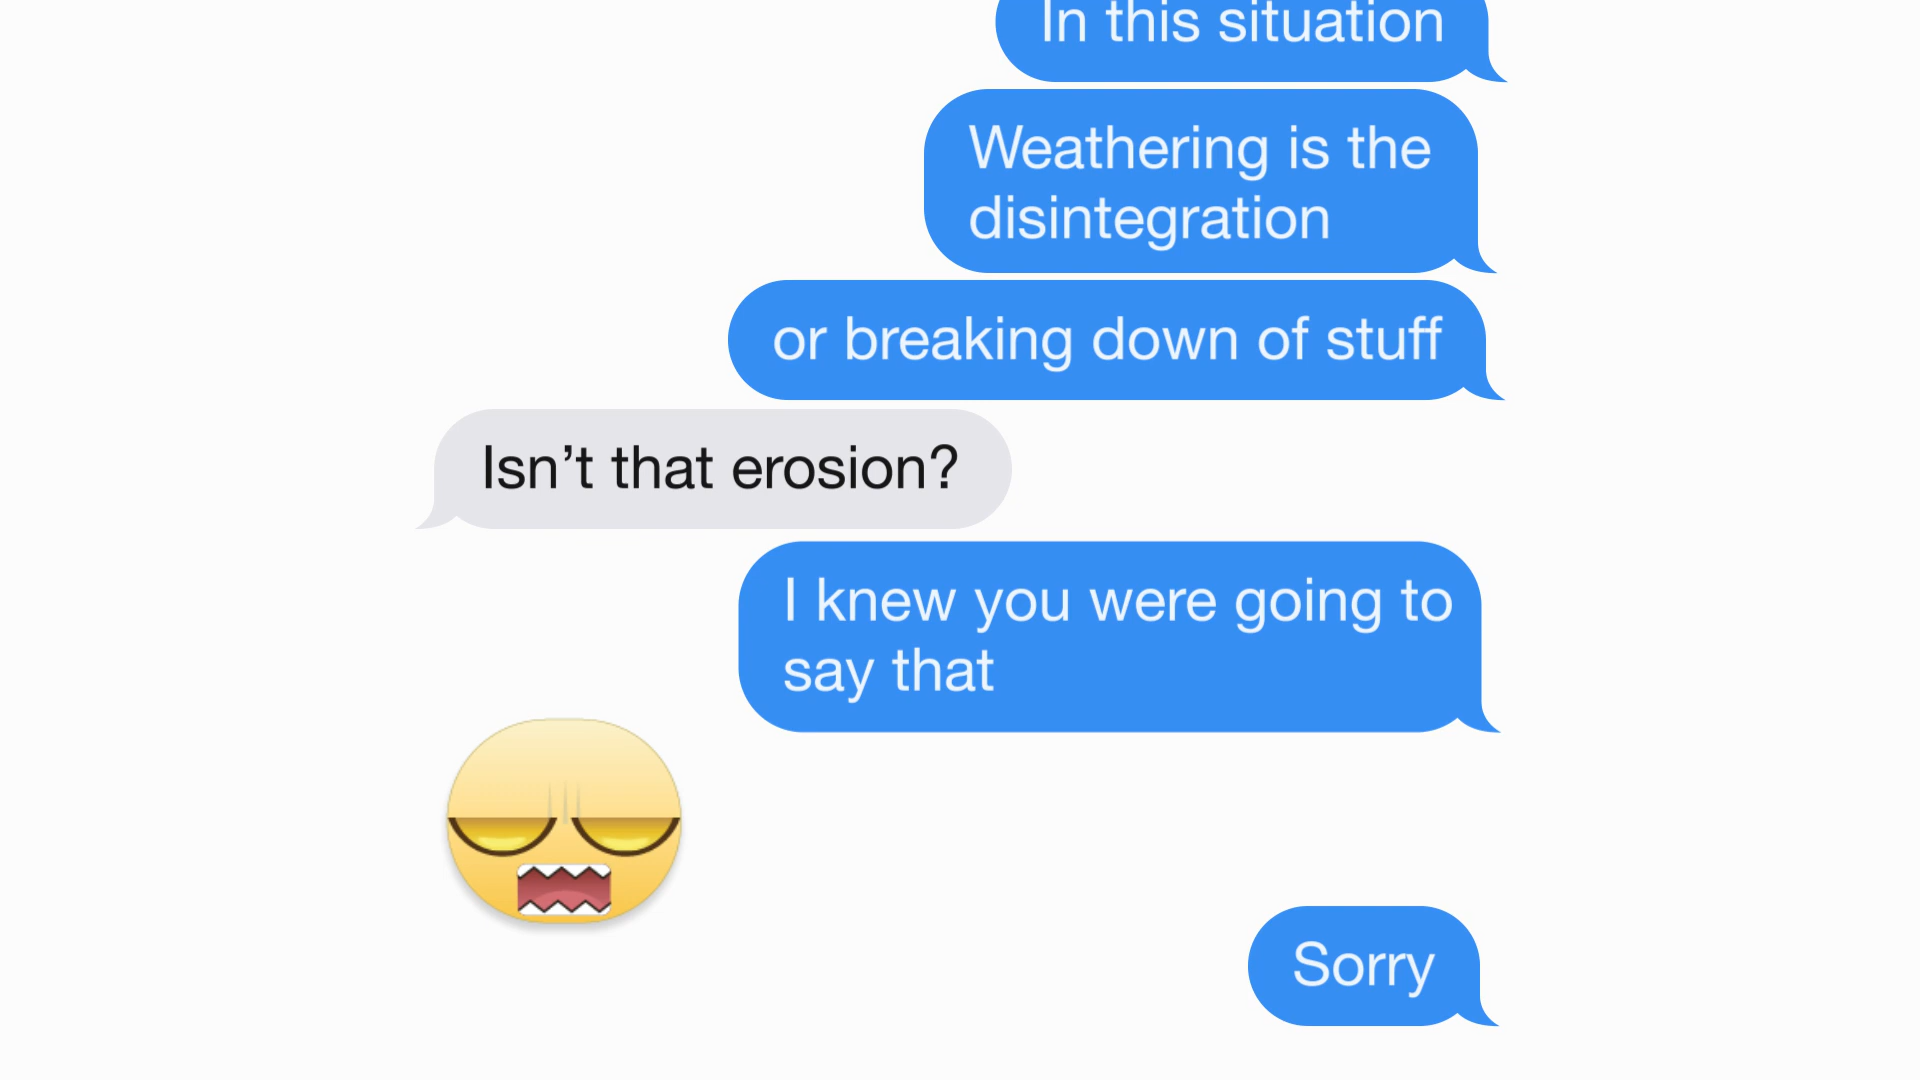 In this situation
Weathering is the
disintegration
or breaking down of stuff
Isn’t that erosion?
I knew you were going to
say that
Sorry